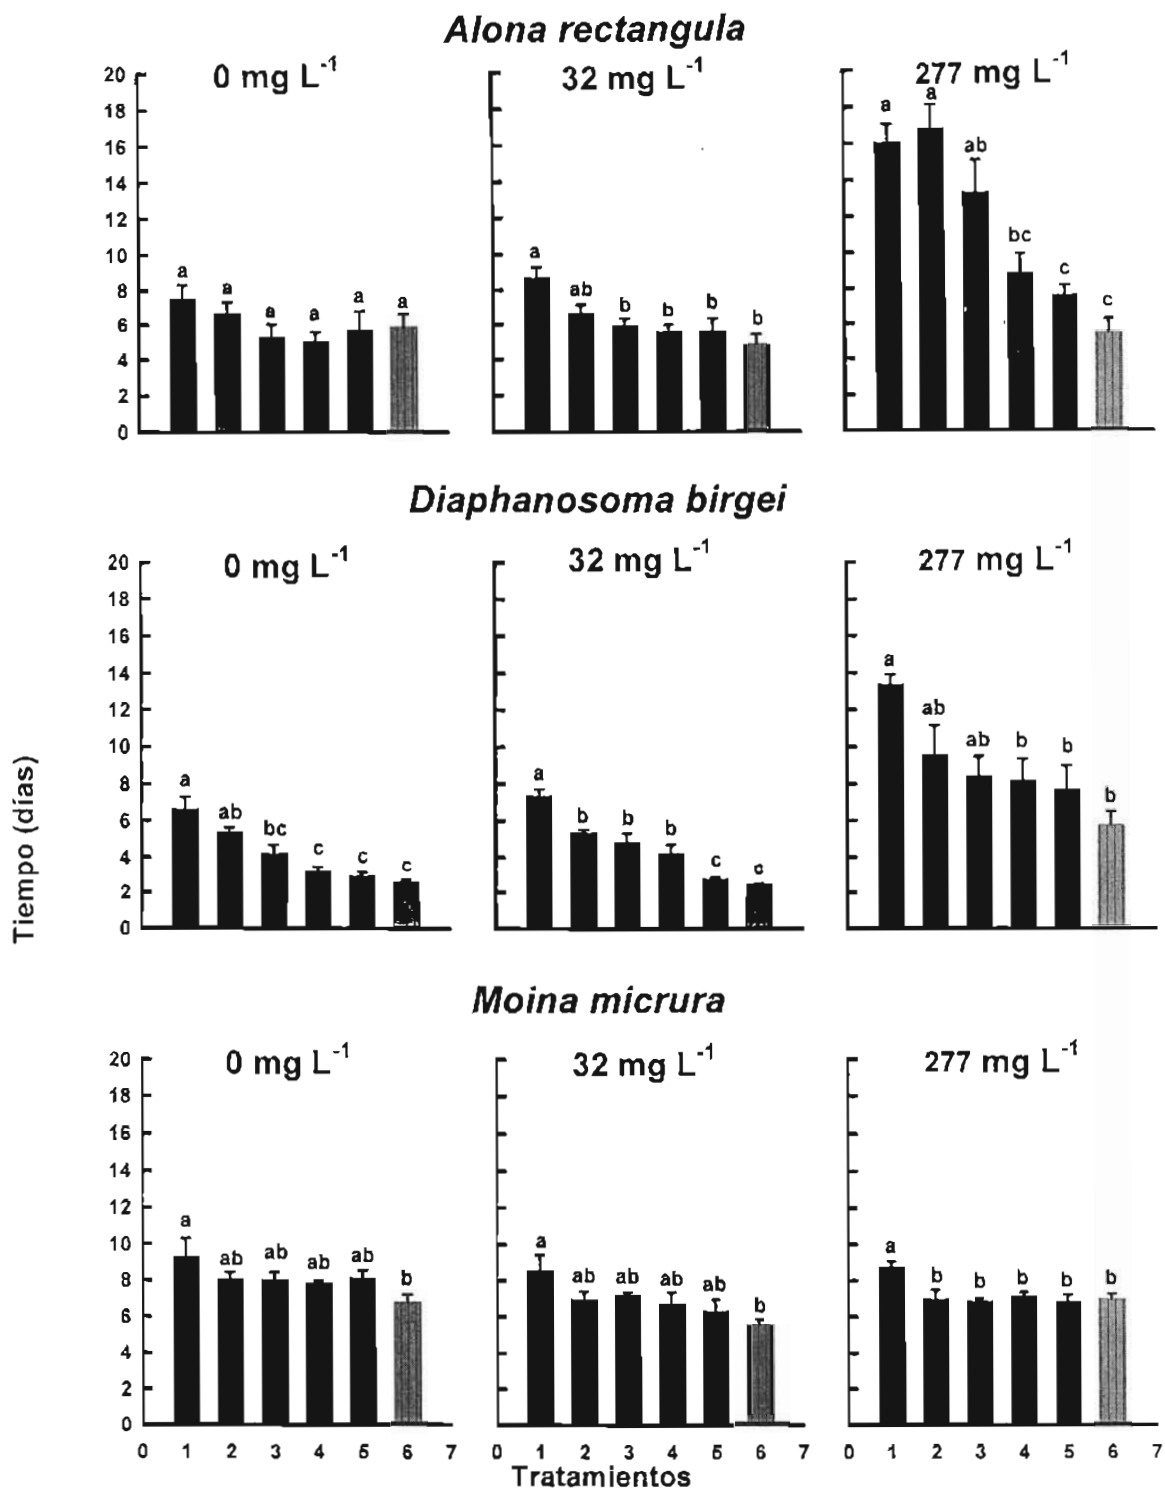 Alona rectangula
0 mg L-1 32 mg L-1 277 mg L-1
20
18
16
14
12
10
8
6
4
2
0
a a a a a a
a ab b b b b
a a ab bc c c
Diaphanosoma birgei
0 mg L-1 32 mg L-1 277 mg L-1
20
18
16
14
12
10
8
6
4
2
0
a ab bc c c c
a b b b c c
a ab ab b b b
Tiempo (días)
Moina micrura
0 mg L-1 32 mg L-1 277 mg L-1
20
18
16
14
12
10
8
6
4
2
0
a ab ab ab ab b
a ab ab ab ab b
a b b b b b
0 1 2 3 4 5 6 7 0 1 2 3 4 5 6 7 0 1 2 3 4 5 6 7
Tratamientos